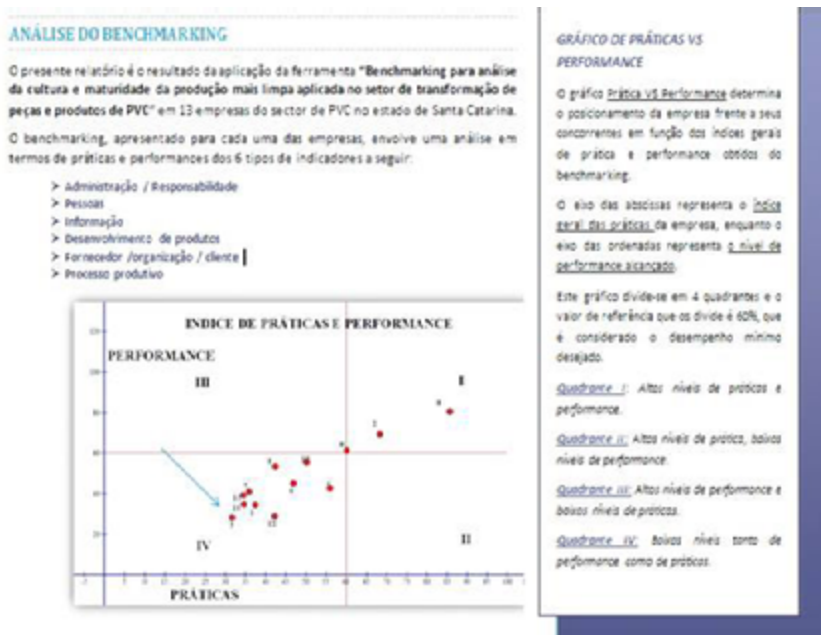 ANÁLISE DO BENCHMARKING
O presente relatório é o resultado da aplicação da ferramenta “Benchmarking para análise
da cultura e maturidade da produção mais limpa aplicada no setor de transformação de
peças e produtos de PVC” em 13 empresas do sector de PVC no estado de Santa Catarina.
O benchmarking, apresentado para cada uma das empresas, envolve uma análise em
termos de práticas e performances dos 6 tipos de indicadores a seguir:
➢ Administração / Responsabilidade
➢ Pessoas
➢ Informação
➢ Desenvolvimento de produtos
➢ Fornecedor /organização / cliente
➢ Processo produtivo
INDICE DE PRÁTICAS E PERFORMANCE
PERFORMANCE
III
I
IV
II
PRÁTICAS
GRÁFICO DE PRÁTICAS VS
PERFORMANCE
O gráfico Prática VS Performance determina
o posicionamento da empresa frente a seus
concorrentes em função dos índices gerais
de prática e performance obtidos do
benchmarking.
O eixo das abscissas representa o índice
geral das práticas da empresa, enquanto o
eixo das ordenadas representa o nível de
performance alcançado.
Este gráfico divide-se em 4 quadrantes e o
valor de referência que os divide é 60%, que
é considerado o desempenho mínimo
desejado.
Quadrante I: Altos níveis de práticas e
performance.
Quadrante II: Altos níveis de prática, baixos
níveis de performance.
Quadrante III: Altos níveis de performance e
baixos níveis de práticas.
Quadrante IV: Baixos níveis tanto de
performance como de práticas.